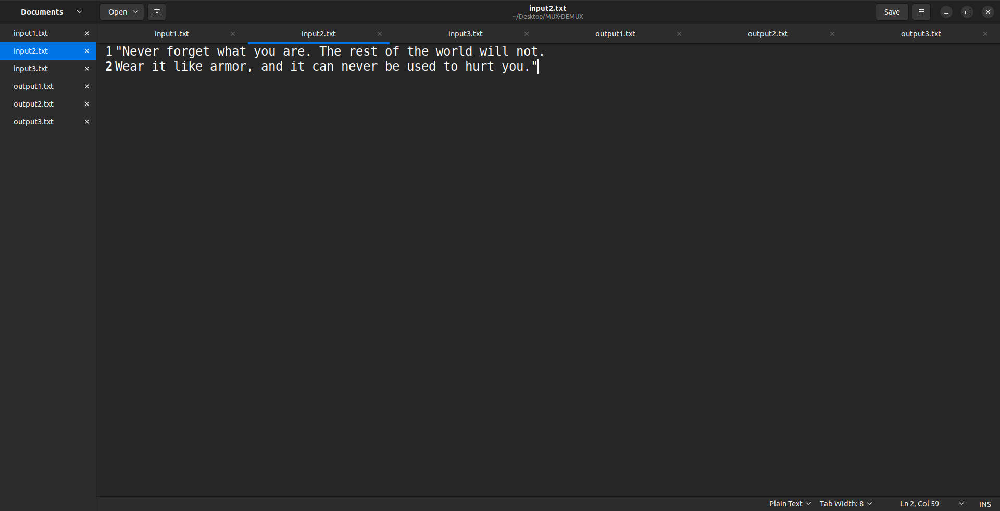 Documents
Open
input2.txt
~/Desktop/MUX-DEMUX
Save
input1.txt
input2.txt
input3.txt
output1.txt
output2.txt
output3.txt
input1.txt
input2.txt
input3.txt
output1.txt
output2.txt
output3.txt
1 "Never forget what you are. The rest of the world will not.
2 Wear it like armor, and it can never be used to hurt you."
Plain Text
Tab Width: 8
Ln 2, Col 59
INS